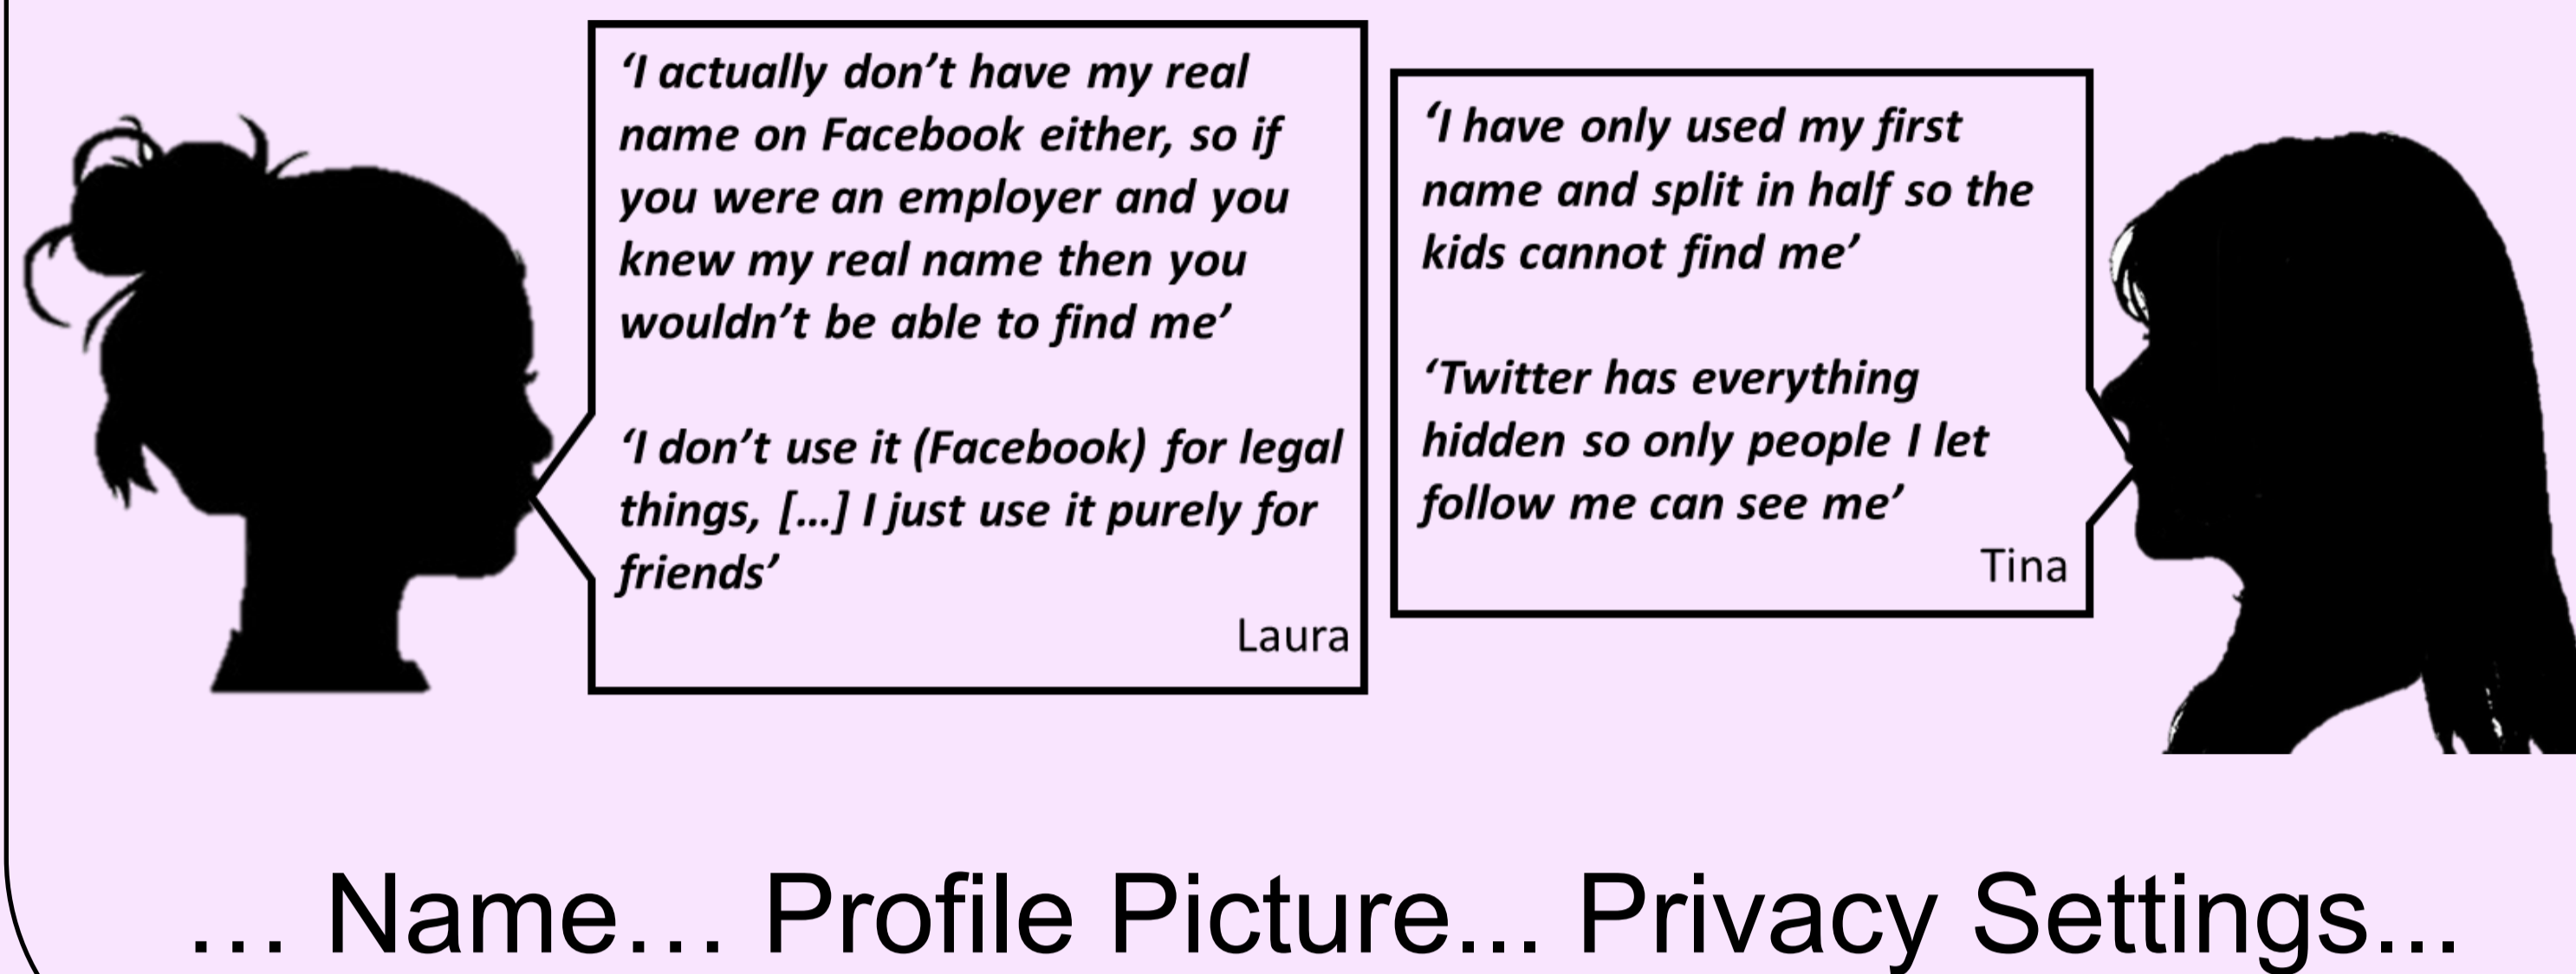 ‘I actually don’t have my real
name on Facebook either, so if
you were an employer and you
knew my real name then you
wouldn’t be able to find me’
‘I don’t use it (Facebook) for legal
things, [...] I just use it purely for
friends’
Laura
‘I have only used my first
name and split in half so the
kids cannot find me’
‘Twitter has everything
hidden so only people I let
follow me can see me’
Tina
... Name... Profile Picture... Privacy Settings...